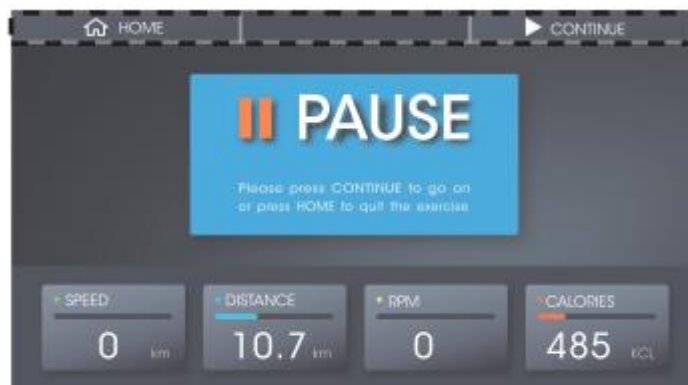 HOME CONTINUE
PAUSE
Please press CONTINUE to go on
or press HOME to quit the exercise
SPEED DISTANCE RPM CALORIES
0 km 10.7 km 0 485 KCL